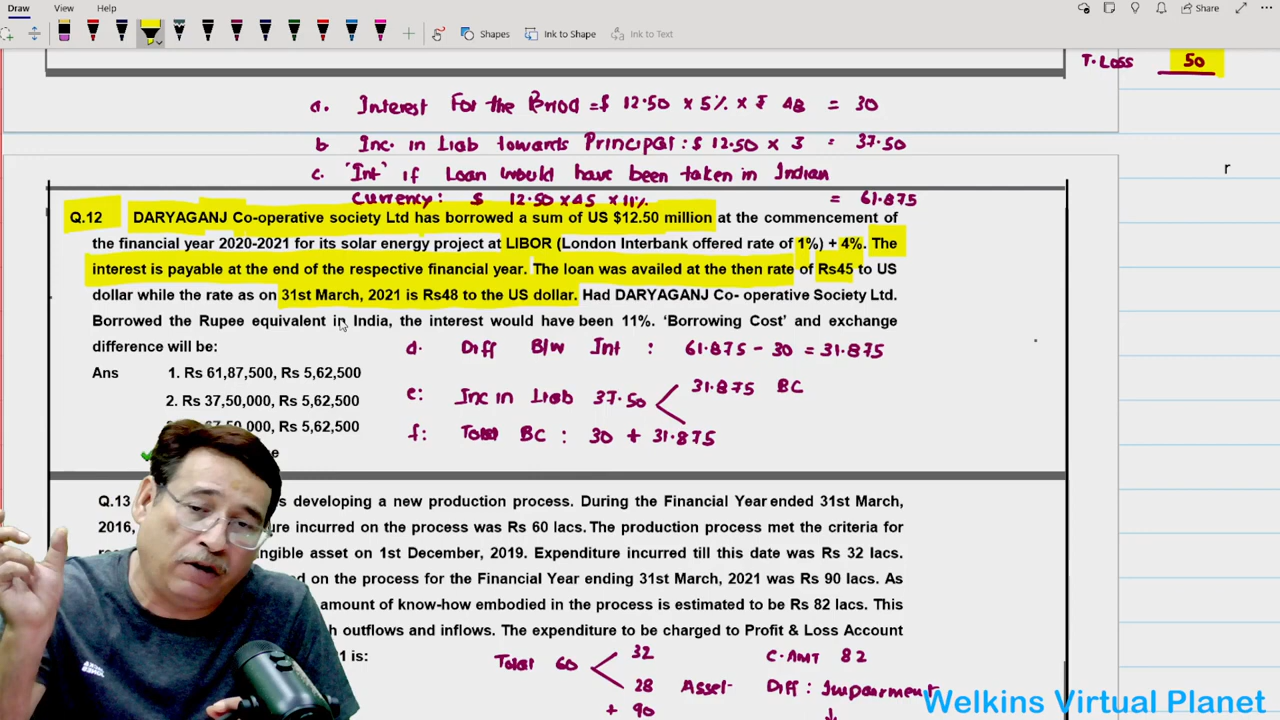 Draw View Help
Share
Shapes Ink to Shape Ink to Text
T. Loss 50
a. Interest For the Period = $ 12.50 x 5% x ₹ 48 = 30
b Inc. in Liab towards Principal: $ 12.50 x 3 = 37.50
c. 'Int' if Loan would have been taken in Indian
Currency: $ 12.50 x 45 x 11% = 61.875
Q.12 DARYAGANJ Co-operative society Ltd has borrowed a sum of US $12.50 million at the commencement of
the financial year 2020-2021 for its solar energy project at LIBOR (London Interbank offered rate of 1%) + 4%. The
interest is payable at the end of the respective financial year. The loan was availed at the then rate of Rs45 to US
dollar while the rate as on 31st March, 2021 is Rs48 to the US dollar. Had DARYAGANJ Co- operative Society Ltd.
Borrowed the Rupee equivalent in India, the interest would have been 11%. 'Borrowing Cost' and exchange
difference will be:
d. Diff B/w Int : 61.875 - 30 = 31.875
Ans 1. Rs 61,87,500, Rs 5,62,500
2. Rs 37,50,000, Rs 5,62,500
e: Inc in Liab 37.50 31.875 BC
50,000, Rs 5,62,500
f: Total BC : 30 + 31.875
Q.13 is developing a new production process. During the Financial Year ended 31st March,
2016, incurred on the process was Rs 60 lacs. The production process met the criteria for
intangible asset on 1st December, 2019. Expenditure incurred till this date was Rs 32 lacs.
on the process for the Financial Year ending 31st March, 2021 was Rs 90 lacs. As
amount of know-how embodied in the process is estimated to be Rs 82 lacs. This
outflows and inflows. The expenditure to be charged to Profit & Loss Account
is:
Total 60 32 C.AMT 82
28 Asset Diff : Impairment
+ 90
Welkins Virtual Planet
r